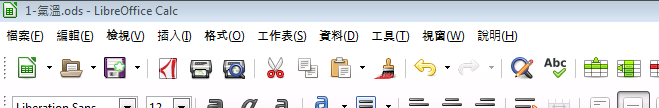 1-氣溫.ods - LibreOffice Calc
檔案(F) 編輯(E) 檢視(V) 插入(I) 格式(O) 工作表(S) 資料(D) 工具(T) 視窗(W) 說明(H)
Abc
Liberation Sans 12 a a a